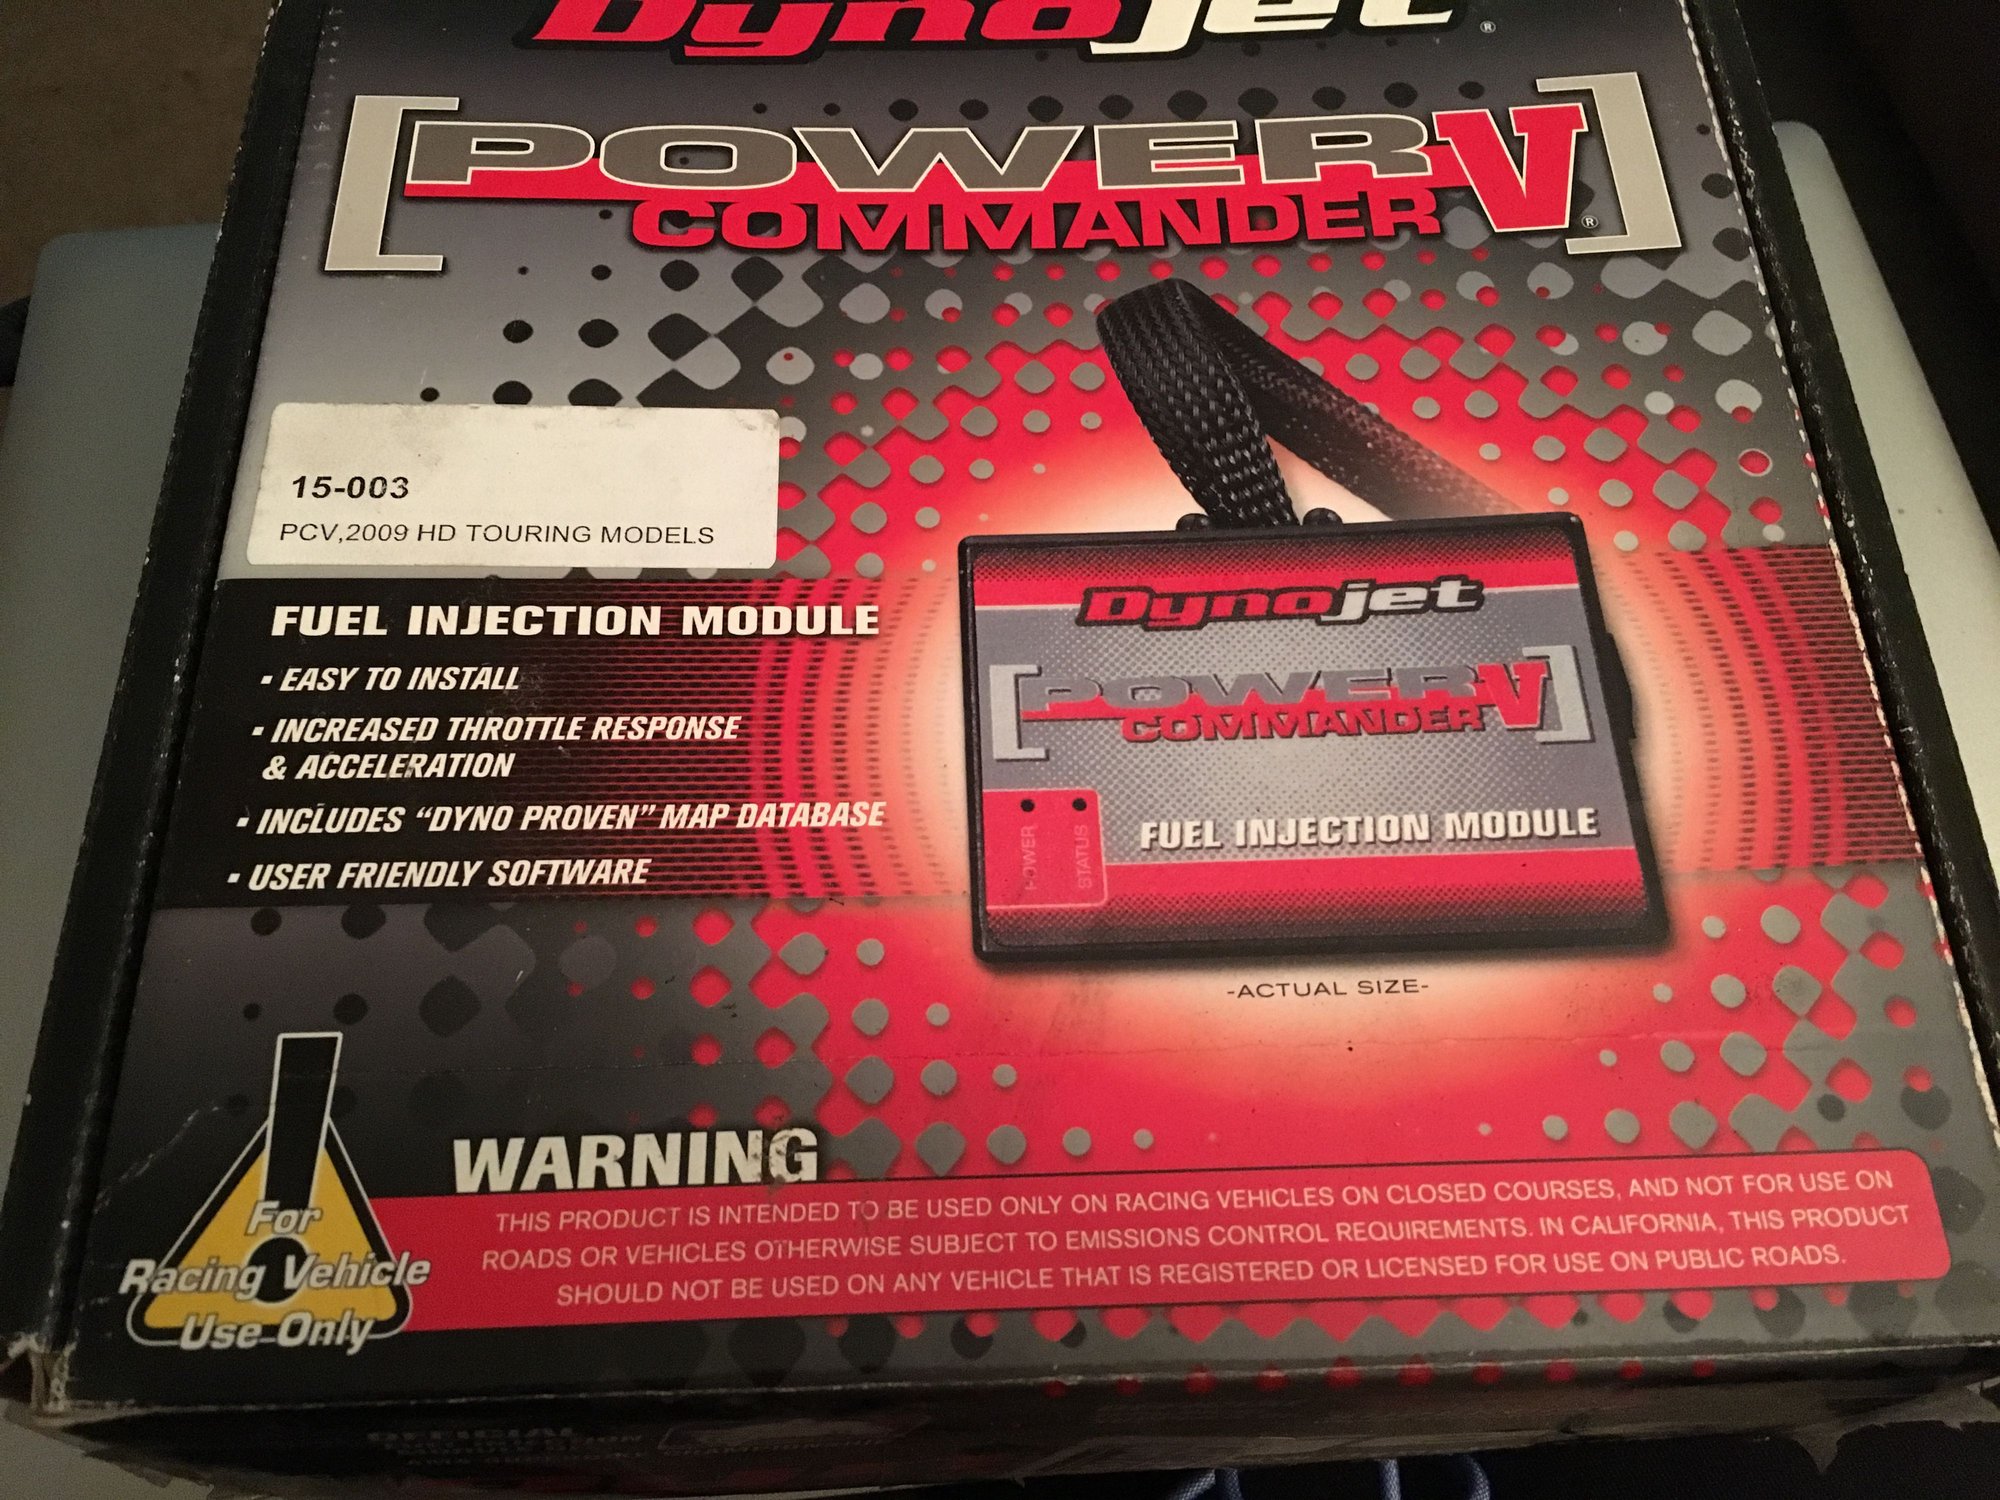 Dynojet®
[POWER V]
COMMANDER ®
15-003
PCV,2009 HD TOURING MODELS
FUEL INJECTION MODULE
▪ EASY TO INSTALL
▪ INCREASED THROTTLE RESPONSE
& ACCELERATION
▪ INCLUDES “DYNO PROVEN” MAP DATABASE
▪ USER FRIENDLY SOFTWARE
Dynojet
[POWER V]
COMMANDER
POWER
STATUS
FUEL INJECTION MODULE
-ACTUAL SIZE-
For
Racing Vehicle
Use Only
WARNING
THIS PRODUCT IS INTENDED TO BE USED ONLY ON RACING VEHICLES ON CLOSED COURSES, AND NOT FOR USE ON
ROADS OR VEHICLES OTHERWISE SUBJECT TO EMISSIONS CONTROL REQUIREMENTS. IN CALIFORNIA, THIS PRODUCT
SHOULD NOT BE USED ON ANY VEHICLE THAT IS REGISTERED OR LICENSED FOR USE ON PUBLIC ROADS.
OFFICIAL